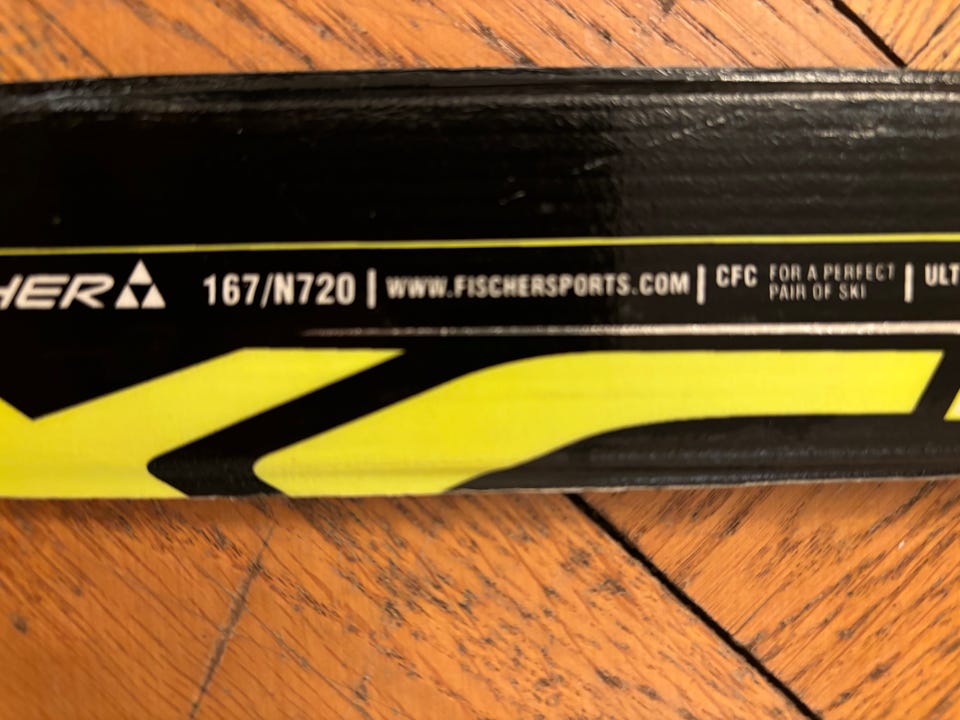 HER 167/N720 | WWW.FISCHERSPORTS.COM | CFC FOR A PERFECT PAIR OF SKI | ULT